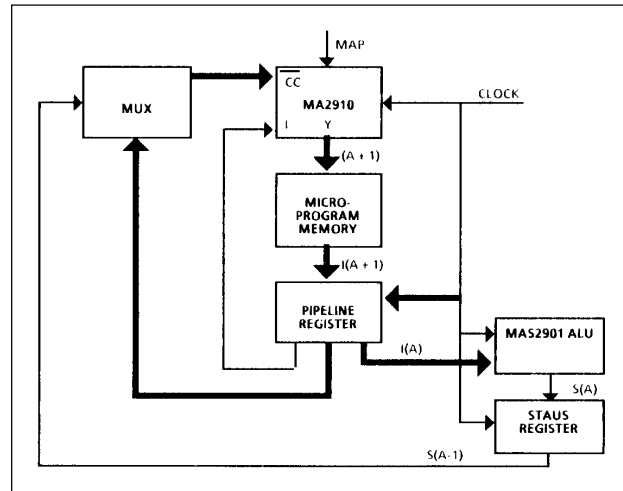 MAP
CC
MUX
MA2910
CLOCK
I Y
(A + 1)
MICRO-
PROGRAM
MEMORY
I(A + 1)
PIPELINE
REGISTER
I(A)
MAS2901 ALU
S(A)
STAUS
REGISTER
S(A-1)